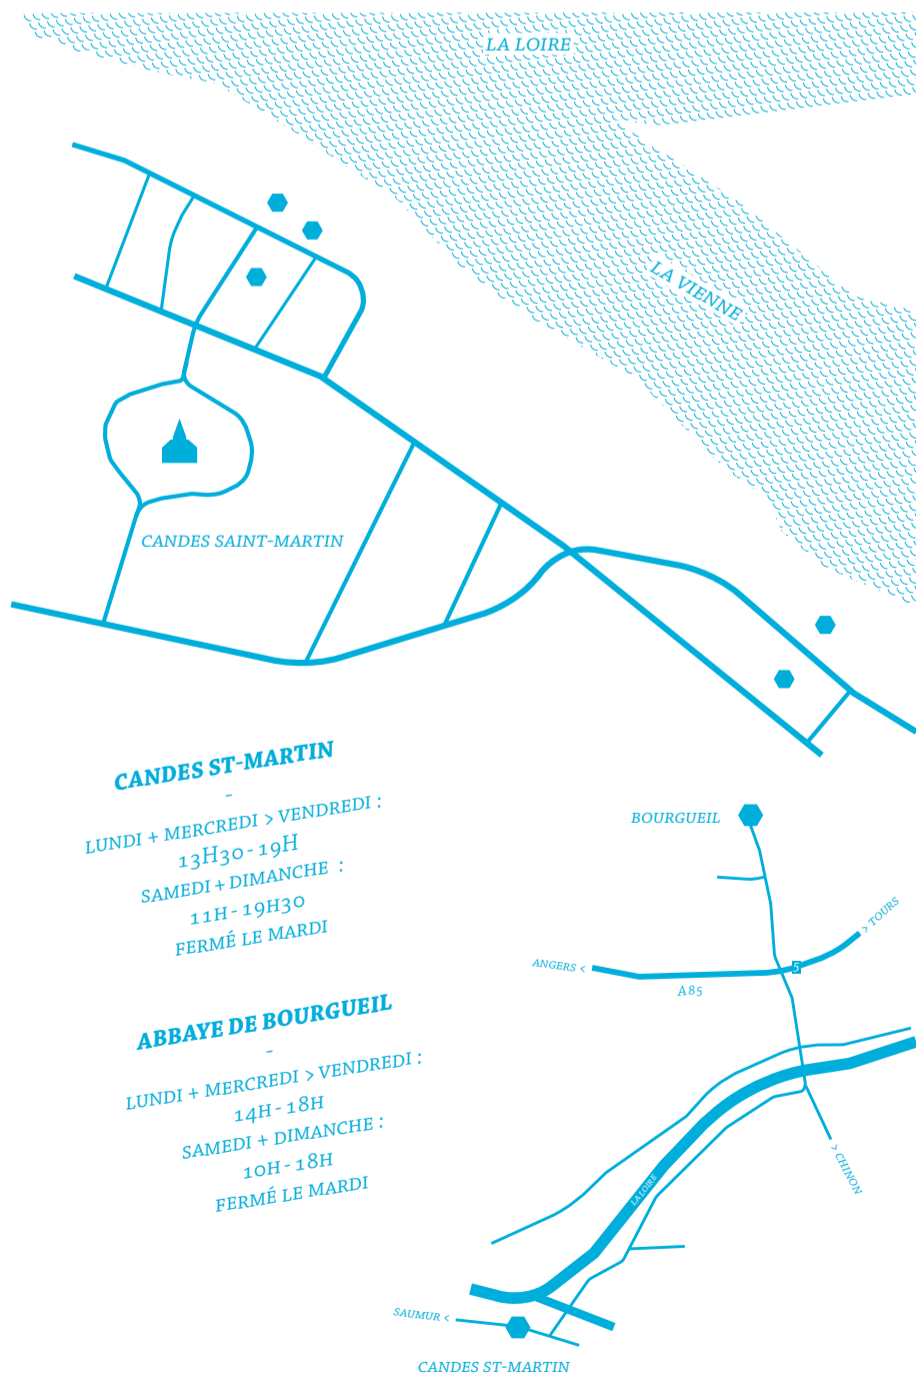 LA LOIRE
LA VIENNE
CANDES SAINT-MARTIN
CANDES ST-MARTIN
-
LUNDI + MERCREDI > VENDREDI :
13H30 - 19H
SAMEDI + DIMANCHE :
11H - 19H30
FERMÉ LE MARDI
ABBAYE DE BOURGUEIL
-
LUNDI + MERCREDI > VENDREDI :
14H - 18H
SAMEDI + DIMANCHE :
10H - 18H
FERMÉ LE MARDI
BOURGUEIL
> TOURS
ANGERS <
5
A85
> CHINON
LA LOIRE
SAUMUR <
CANDES ST-MARTIN